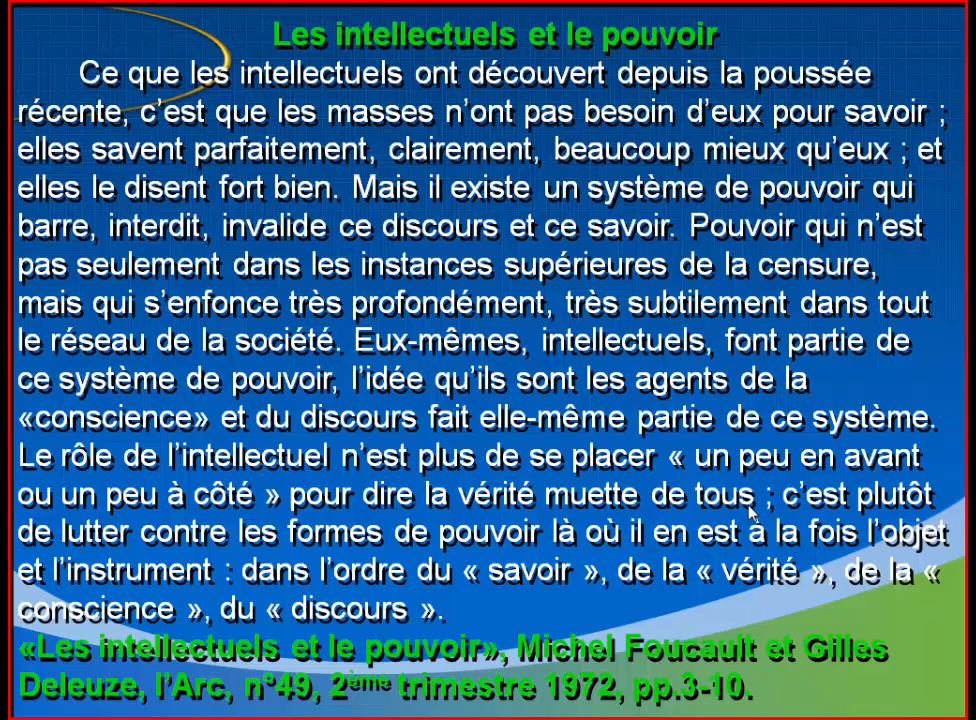 Les intellectuels et le pouvoir
Ce que les intellectuels ont découvert depuis la poussée
récente, c’est que les masses n’ont pas besoin d’eux pour savoir ;
elles savent parfaitement, clairement, beaucoup mieux qu’eux ; et
elles le disent fort bien. Mais il existe un système de pouvoir qui
barre, interdit, invalide ce discours et ce savoir. Pouvoir qui n’est
pas seulement dans les instances supérieures de la censure,
mais qui s’enfonce très profondément, très subtilement dans tout
le réseau de la société. Eux-mêmes, intellectuels, font partie de
ce système de pouvoir, l’idée qu’ils sont les agents de la
«conscience» et du discours fait elle-même partie de ce système.
Le rôle de l’intellectuel n’est plus de se placer « un peu en avant
ou un peu à côté » pour dire la vérité muette de tous ; c’est plutôt
de lutter contre les formes de pouvoir là où il en est à la fois l’objet
et l’instrument : dans l’ordre du « savoir », de la « vérité », de la «
conscience », du « discours ».
«Les intellectuels et le pouvoir», Michel Foucault et Gilles
Deleuze, l’Arc, n°49, 2ème trimestre 1972, pp.3-10.